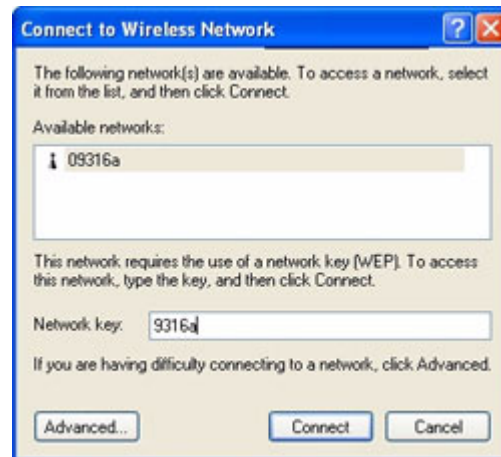 Connect to Wireless Network
The following network(s) are available. To access a network, select
it from the list, and then click Connect.
Available networks:
09316a
This network requires the use of a network key (WEP). To access
this network, type the key, and then click Connect.
Network key: 9316a
If you are having difficulty connecting to a network, click Advanced.
Advanced... Connect Cancel